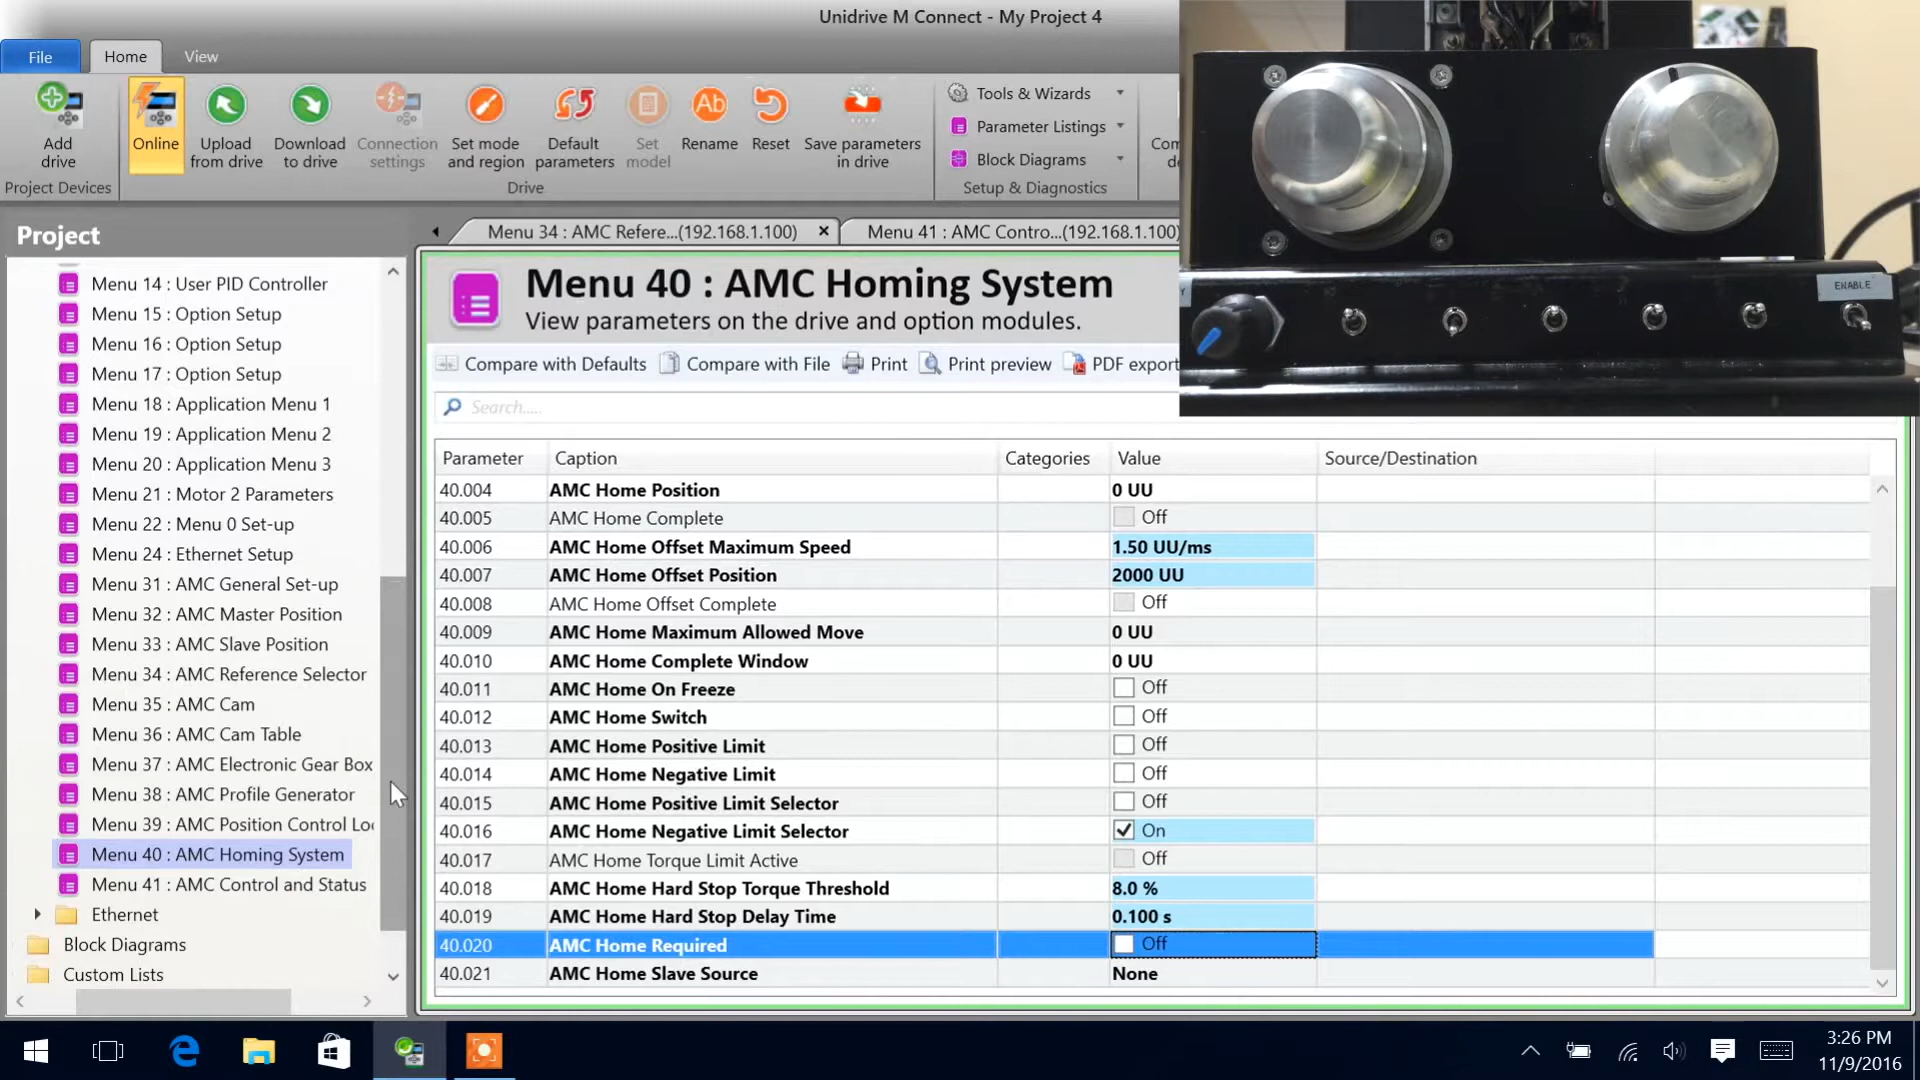 Unidrive M Connect - My Project 4
File
Home
View
Add drive
Online
Upload from drive
Download to drive
Connection settings
Set mode and region
Default parameters
Set model
Rename
Reset
Save parameters in drive
Tools & Wizards
Parameter Listings
Block Diagrams
Project Devices
Drive
Setup & Diagnostics
ENABLE
Project
Menu 14 : User PID Controller
Menu 15 : Option Setup
Menu 16 : Option Setup
Menu 17 : Option Setup
Menu 18 : Application Menu 1
Menu 19 : Application Menu 2
Menu 20 : Application Menu 3
Menu 21 : Motor 2 Parameters
Menu 22 : Menu 0 Set-up
Menu 24 : Ethernet Setup
Menu 31 : AMC General Set-up
Menu 32 : AMC Master Position
Menu 33 : AMC Slave Position
Menu 34 : AMC Reference Selector
Menu 35 : AMC Cam
Menu 36 : AMC Cam Table
Menu 37 : AMC Electronic Gear Box
Menu 38 : AMC Profile Generator
Menu 39 : AMC Position Control Lo
Menu 40 : AMC Homing System
Menu 41 : AMC Control and Status
Ethernet
Block Diagrams
Custom Lists
Menu 34 : AMC Refere...(192.168.1.100)
Menu 41 : AMC Contro...(192.168.1.100)
Menu 40 : AMC Homing System
View parameters on the drive and option modules.
Compare with Defaults Compare with File Print Print preview PDF export
Search.....
Parameter Caption Categories Value Source/Destination
40.004 AMC Home Position 0 UU
40.005 AMC Home Complete Off
40.006 AMC Home Offset Maximum Speed 1.50 UU/ms
40.007 AMC Home Offset Position 2000 UU
40.008 AMC Home Offset Complete Off
40.009 AMC Home Maximum Allowed Move 0 UU
40.010 AMC Home Complete Window 0 UU
40.011 AMC Home On Freeze Off
40.012 AMC Home Switch Off
40.013 AMC Home Positive Limit Off
40.014 AMC Home Negative Limit Off
40.015 AMC Home Positive Limit Selector Off
40.016 AMC Home Negative Limit Selector On
40.017 AMC Home Torque Limit Active Off
40.018 AMC Home Hard Stop Torque Threshold 8.0 %
40.019 AMC Home Hard Stop Delay Time 0.100 s
40.020 AMC Home Required Off
40.021 AMC Home Slave Source None
3:26 PM
11/9/2016